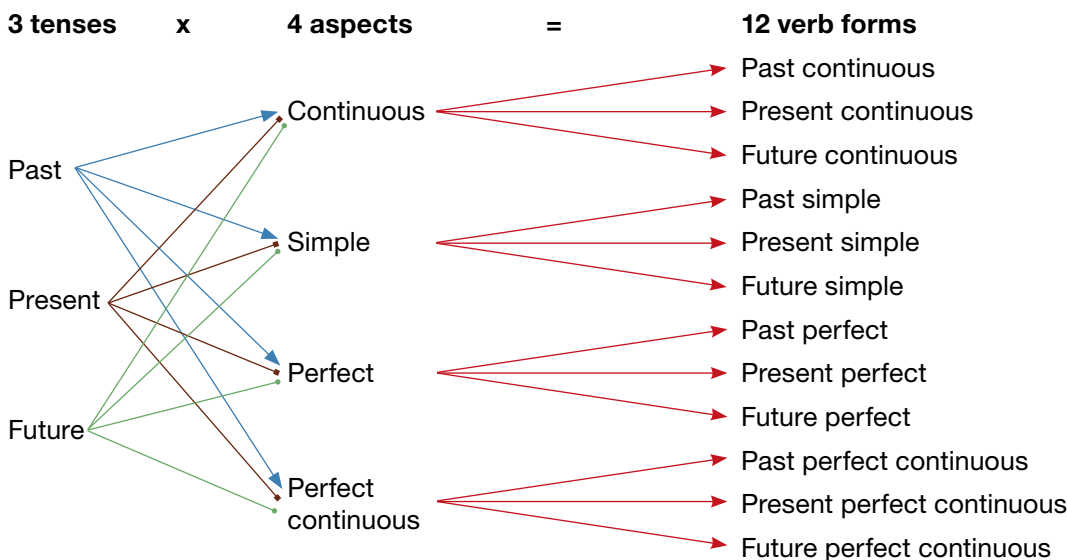 3 tenses x 4 aspects = 12 verb forms
Past
Present
Future
Continuous
Simple
Perfect
Perfect
continuous
Past continuous
Present continuous
Future continuous
Past simple
Present simple
Future simple
Past perfect
Present perfect
Future perfect
Past perfect continuous
Present perfect continuous
Future perfect continuous